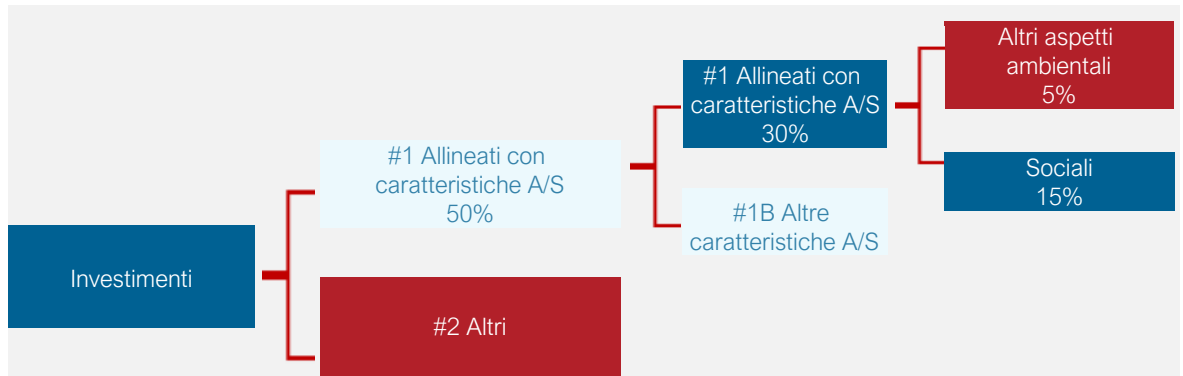 Investimenti
#1 Allineati con
caratteristiche A/S
50%
#2 Altri
#1 Allineati con
caratteristiche A/S
30%
#1B Altre
caratteristiche A/S
Altri aspetti
ambientali
5%
Sociali
15%